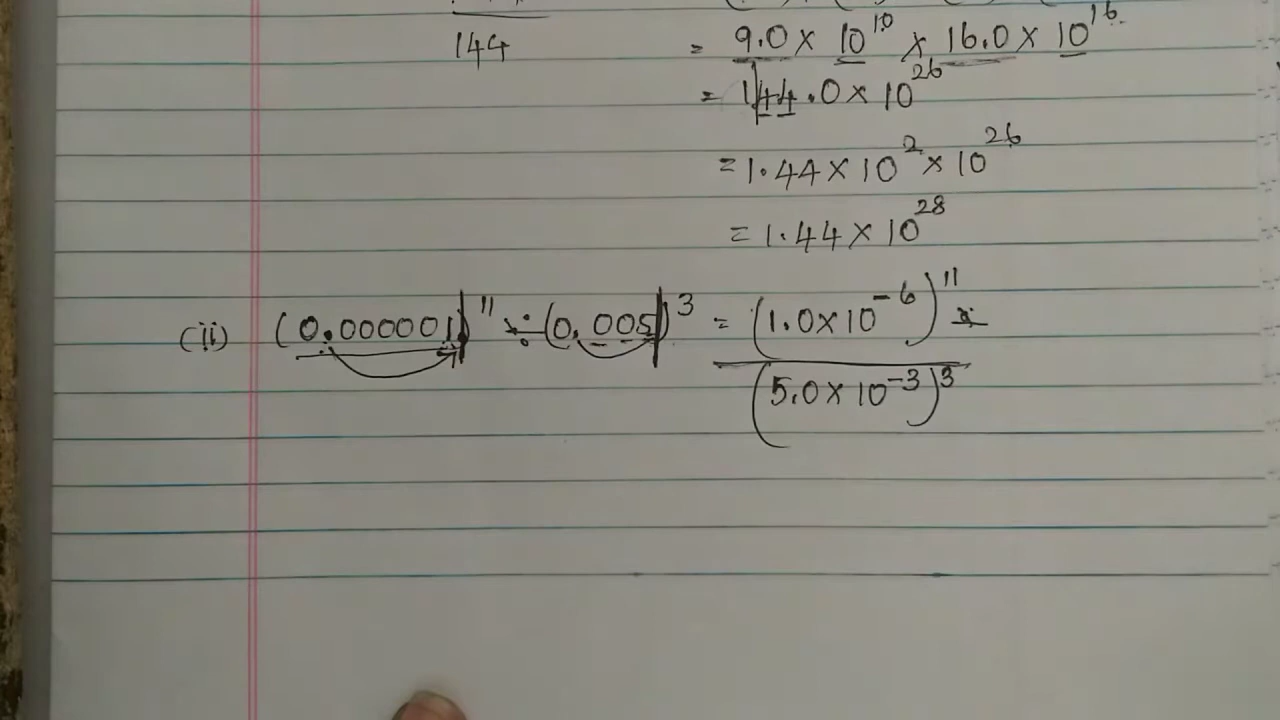 144
= 9.0 × 10^10 × 16.0 × 10^16
= 144.0 × 10^26
= 1.44 × 10^2 × 10^26
= 1.44 × 10^28
(ii) (0.000001)^11 ÷ (0.005)^3 = (1.0 × 10^-6)^11
(5.0 × 10^-3)^3